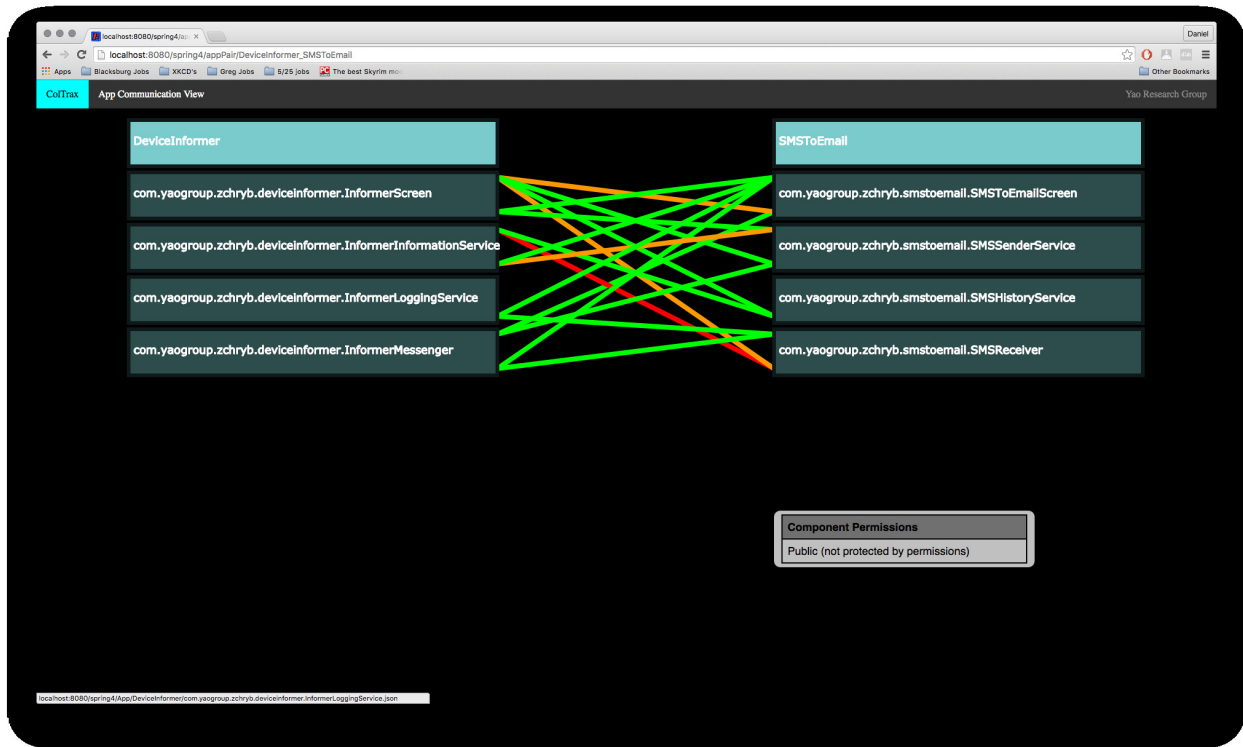 localhost:8080/spring4/ap
Daniel
localhost:8080/spring4/appPair/DeviceInformer_SMSToEmail
Apps Blacksburg Jobs XKCD's Greg Jobs 5/25 jobs The best Skyrim mo
Other Bookmarks
ColTrax App Communication View Yao Research Group
DeviceInformer SMSToEmail
com.yaogroup.zchryb.deviceinformer.InformerScreen com.yaogroup.zchryb.smstoemail.SMSToEmailScreen
com.yaogroup.zchryb.deviceinformer.InformerInformationService com.yaogroup.zchryb.smstoemail.SMSSenderService
com.yaogroup.zchryb.deviceinformer.InformerLoggingService com.yaogroup.zchryb.smstoemail.SMSHistoryService
com.yaogroup.zchryb.deviceinformer.InformerMessenger com.yaogroup.zchryb.smstoemail.SMSReceiver
Component Permissions
Public (not protected by permissions)
localhost:8080/spring4/App/DeviceInformer/com.yaogroup.zchryb.deviceinformer.InformerLoggingService.json